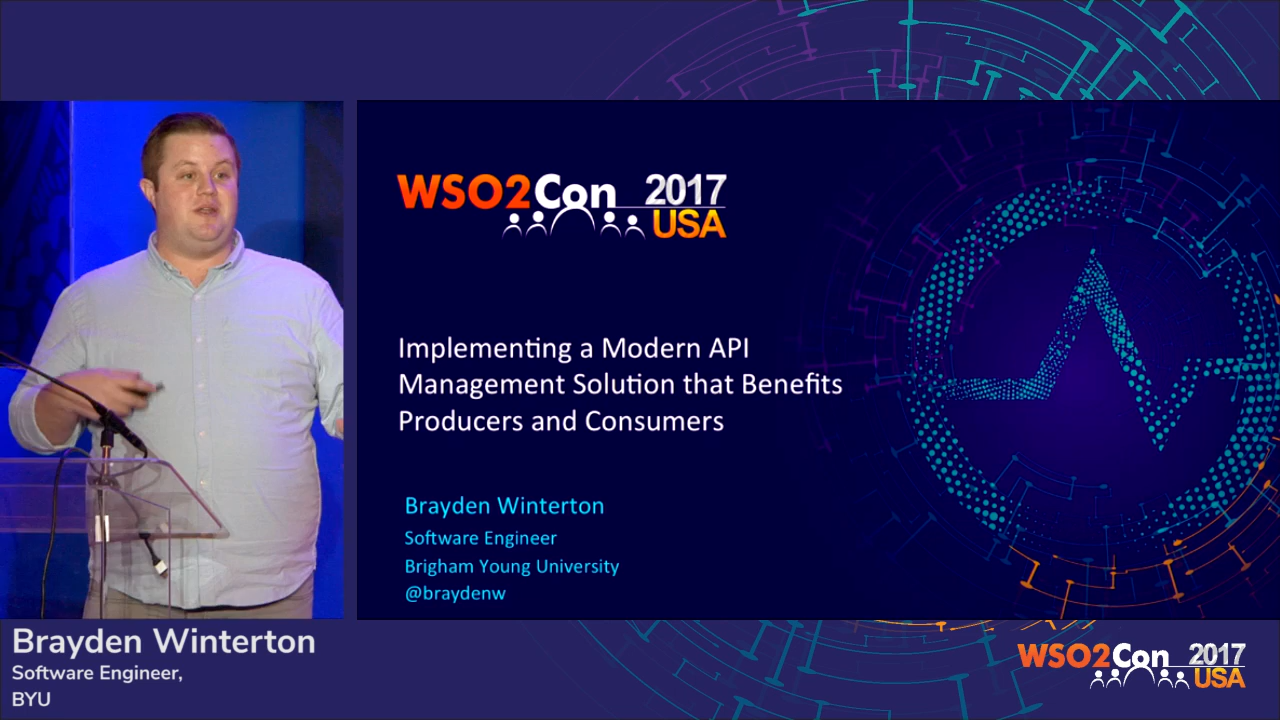 WSO2Con 2017
USA
Implementing a Modern API
Management Solution that Benefits
Producers and Consumers
Brayden Winterton
Software Engineer
Brigham Young University
@braydenw
Brayden Winterton
Software Engineer,
BYU
WSO2Con 2017
USA